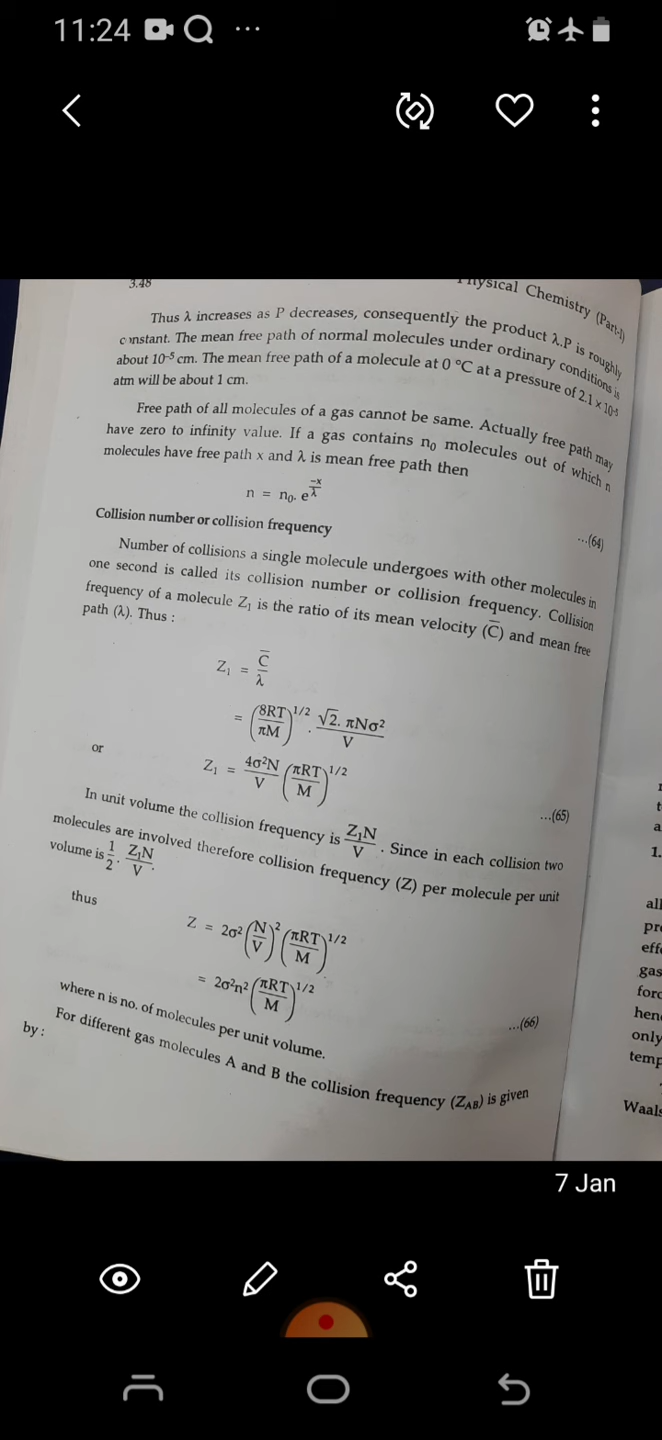 11:24
3.48
Physical Chemistry (Part-I)
Thus λ increases as P decreases, consequently the product λ.P is roughly
constant. The mean free path of normal molecules under ordinary conditions is
about 10⁻⁵ cm. The mean free path of a molecule at 0 °C at a pressure of 2.1 × 10⁻⁵
atm will be about 1 cm.
Free path of all molecules of a gas cannot be same. Actually free path may
have zero to infinity value. If a gas contains n₀ molecules out of which n
molecules have free path x and λ is mean free path then
n = n₀. e^(-x/λ)
...(64)
Collision number or collision frequency
Number of collisions a single molecule undergoes with other molecules in
one second is called its collision number or collision frequency. Collision
frequency of a molecule Z₁ is the ratio of its mean velocity (C̅) and mean free
path (λ). Thus :
Z₁ = C̅/λ
= (8RT/πM)^1/2 . √2. πNσ²/V
or Z₁ = 4σ²N/V (πRT/M)^1/2
...(65)
In unit volume the collision frequency is Z₁N/V. Since in each collision two
molecules are involved therefore collision frequency (Z) per molecule per unit
volume is 1/2 . Z₁N/V.
thus
Z = 2σ² (N/V)² (πRT/M)^1/2
= 2σ²n² (πRT/M)^1/2
...(66)
where n is no. of molecules per unit volume.
For different gas molecules A and B the collision frequency (Z_AB) is given
by :
1.
all
gas
only
temp
Waals
7 Jan